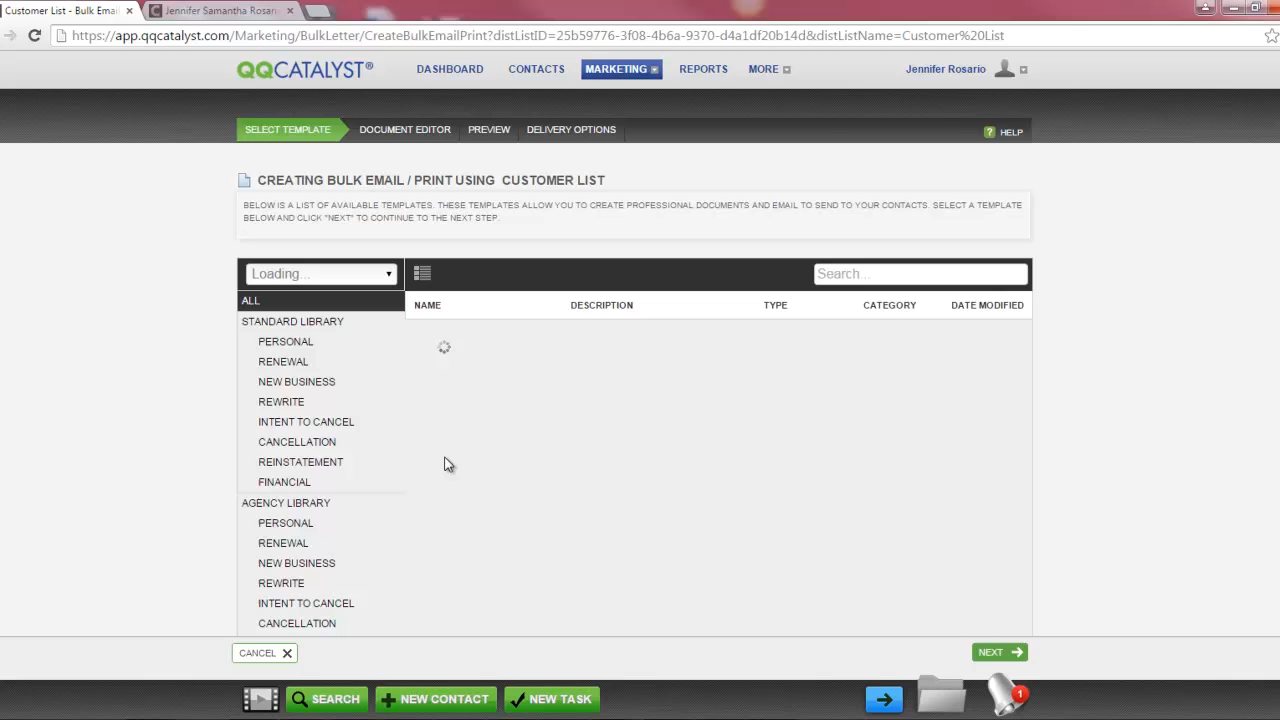 Customer List - Bulk Emai
Jennifer Samantha Rosari
https://app.qqcatalyst.com/Marketing/BulkLetter/CreateBulkEmailPrint?distListID=25b59776-3f08-4b6a-9370-d4a1df20b14d&distListName=Customer%20List
QQCATALYST® DASHBOARD CONTACTS MARKETING REPORTS MORE Jennifer Rosario
SELECT TEMPLATE DOCUMENT EDITOR PREVIEW DELIVERY OPTIONS ? HELP
CREATING BULK EMAIL / PRINT USING CUSTOMER LIST
BELOW IS A LIST OF AVAILABLE TEMPLATES. THESE TEMPLATES ALLOW YOU TO CREATE PROFESSIONAL DOCUMENTS AND EMAIL TO SEND TO YOUR CONTACTS. SELECT A TEMPLATE
BELOW AND CLICK "NEXT" TO CONTINUE TO THE NEXT STEP.
Loading... Search...
ALL
NAME DESCRIPTION TYPE CATEGORY DATE MODIFIED
STANDARD LIBRARY
PERSONAL
RENEWAL
NEW BUSINESS
REWRITE
INTENT TO CANCEL
CANCELLATION
REINSTATEMENT
FINANCIAL
AGENCY LIBRARY
PERSONAL
RENEWAL
NEW BUSINESS
REWRITE
INTENT TO CANCEL
CANCELLATION
CANCEL NEXT
SEARCH NEW CONTACT NEW TASK 1